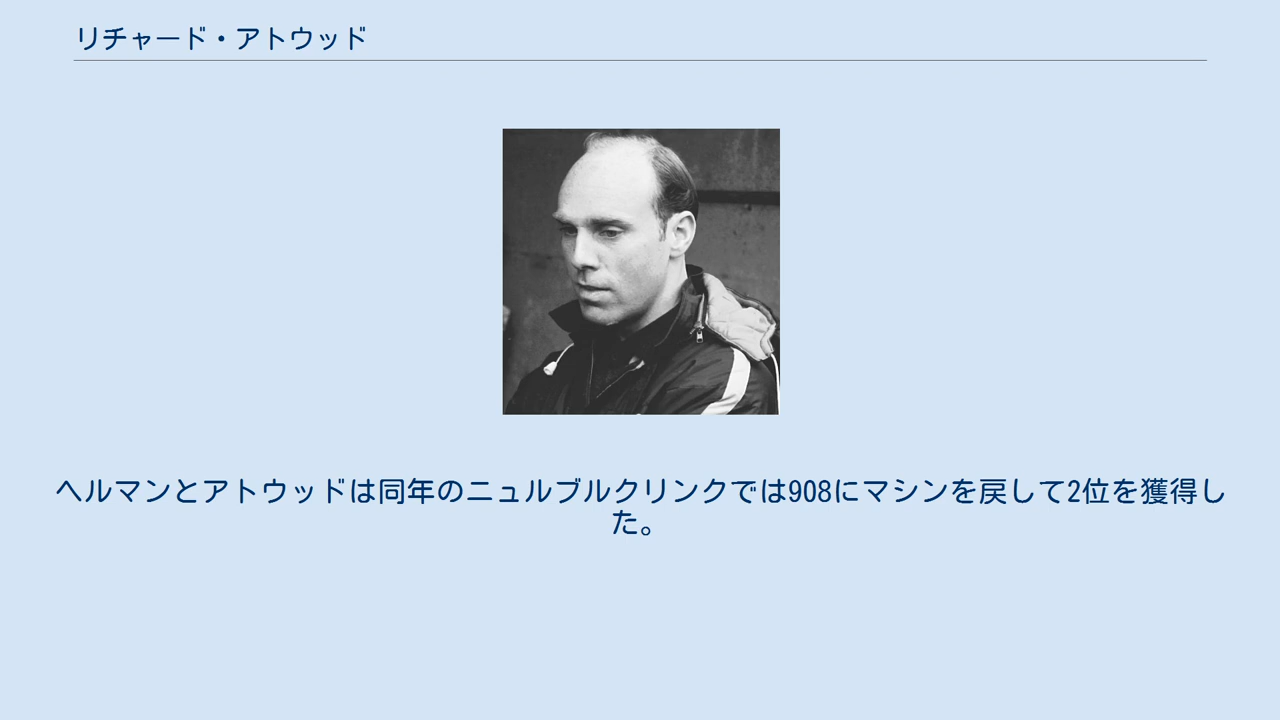 リチャード・アトウッド
ヘルマンとアトウッドは同年のニュルブルクリンクでは908にマシンを戻して2位を獲得し
た。